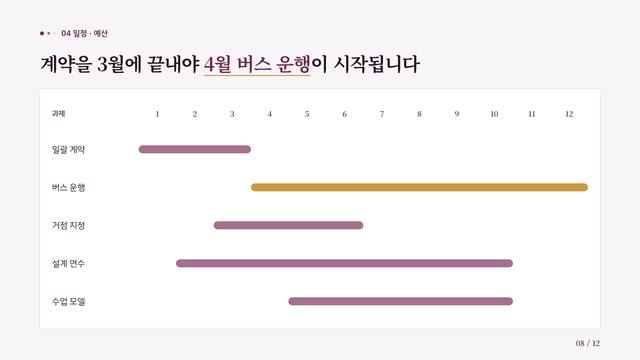 04 일정 · 예산
계약을 3월에 끝내야 4월 버스 운행이 시작됩니다
과제 1 2 3 4 5 6 7 8 9 10 11 12
일괄 계약
버스 운행
거점 지정
설계 연수
수업 모델
08 / 12